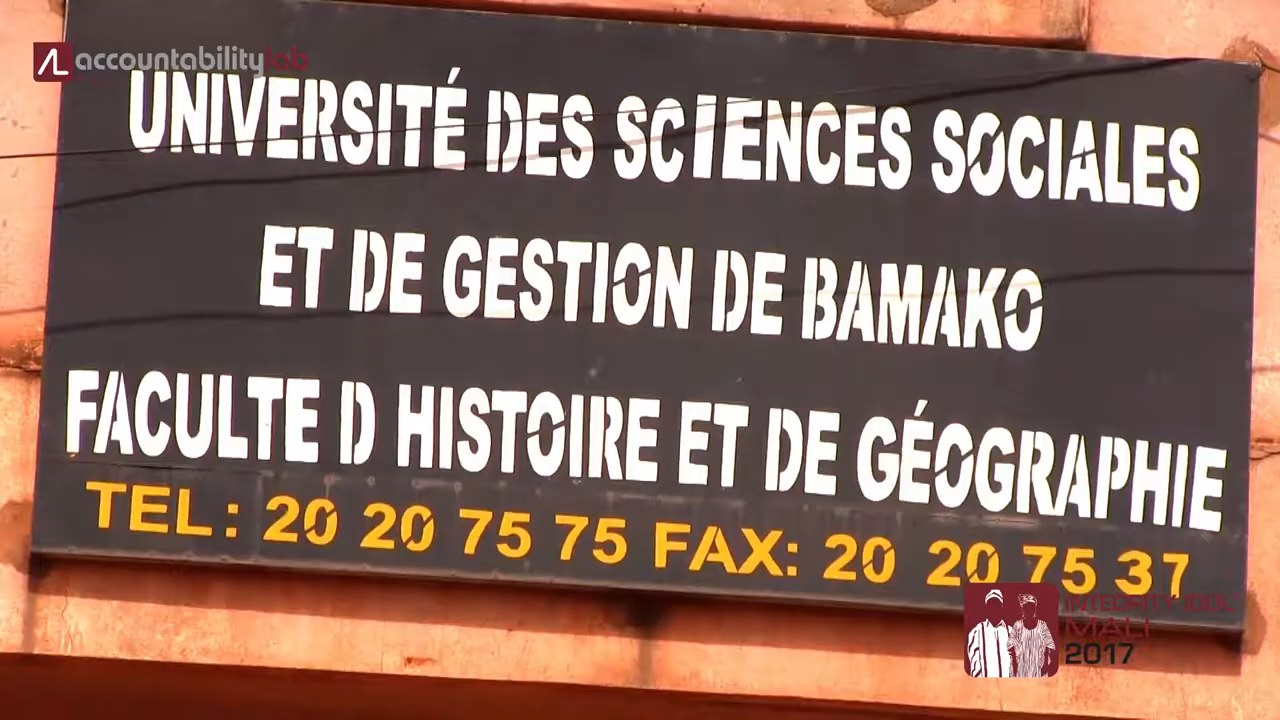 accountabilitylab
UNIVERSITÉ DES SCIENCES SOCIALES
ET DE GESTION DE BAMAKO
FACULTE D HISTOIRE ET DE GÉOGRAPHIE
TEL: 20 20 75 75 FAX: 20 20 75 37
INTEGRITY IDOL
MALI
2017